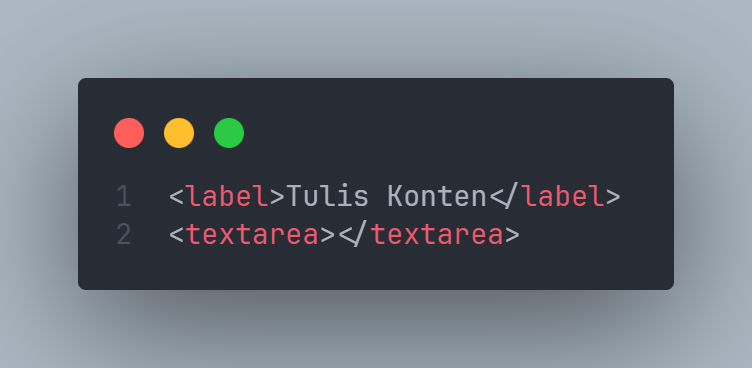 1 <label>Tulis Konten</label>
2 <textarea></textarea>